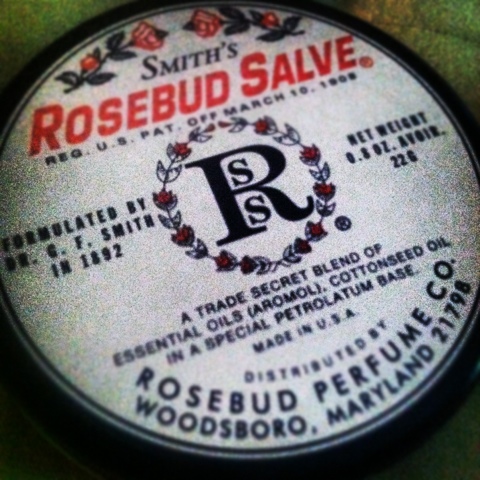 SMITH'S
ROSEBUD SALVE®
REG. U.S. PAT. OFF MARCH 10, 1908
NET WEIGHT
0.8 OZ. AVOIR.
22G
RSS®
FORMULATED BY
DR. G. F. SMITH
IN 1892
A TRADE SECRET BLEND OF
ESSENTIAL OILS (AROMOL), COTTONSEED OIL
IN A SPECIAL PETROLATUM BASE.
MADE IN U.S.A
DISTRIBUTED BY
ROSEBUD PERFUME CO.
WOODSBORO, MARYLAND 21798